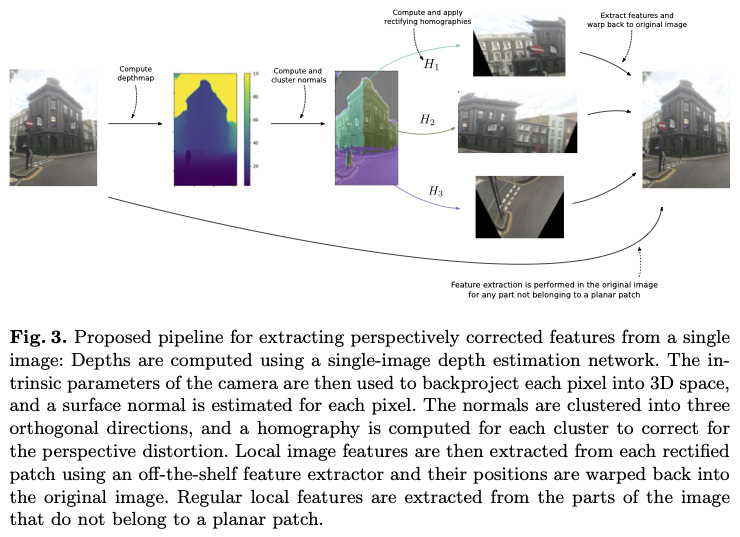 Compute and apply
rectifying homographies
Extract features and
warp back to original image
Compute
depthmap
Compute and
cluster normals
H1
H2
H3
20
40
60
80
Feature extraction is performed in the original image
for any part not belonging to a planar patch
Fig. 3. Proposed pipeline for extracting perspectively corrected features from a single
image: Depths are computed using a single-image depth estimation network. The in-
trinsic parameters of the camera are then used to backproject each pixel into 3D space,
and a surface normal is estimated for each pixel. The normals are clustered into three
orthogonal directions, and a homography is computed for each cluster to correct for
the perspective distortion. Local image features are then extracted from each rectified
patch using an off-the-shelf feature extractor and their positions are warped back into
the original image. Regular local features are extracted from the parts of the image
that do not belong to a planar patch.